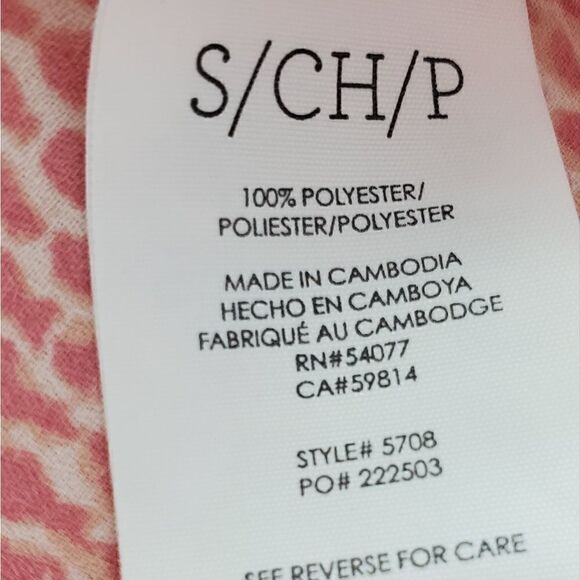 S/CH/P
100% POLYESTER/
POLIESTER/POLYESTER
MADE IN CAMBODIA
HECHO EN CAMBOYA
FABRIQUÉ AU CAMBODGE
RN#54077
CA#59814
STYLE# 5708
PO# 222503
SEE REVERSE FOR CARE